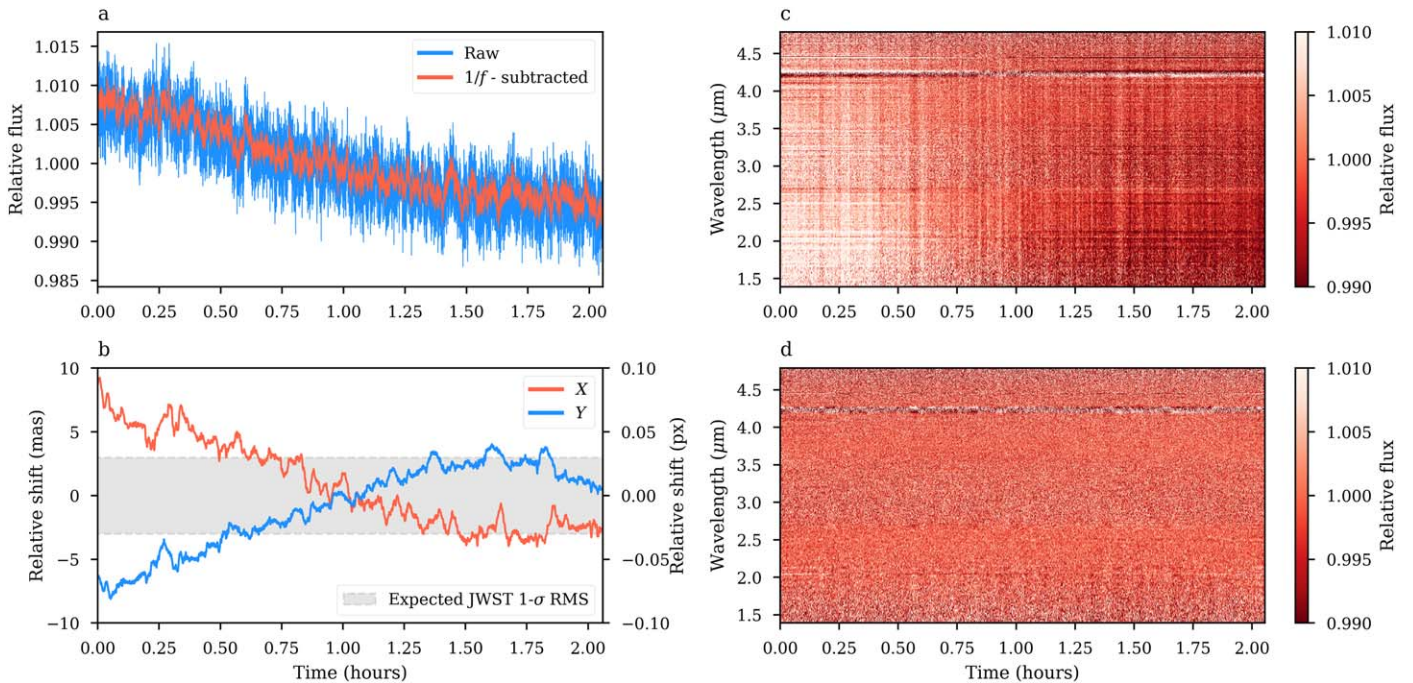 a
Relative flux
1.015
1.010
1.005
1.000
0.995
0.990
0.985
Raw
1/f - subtracted
0.00 0.25 0.50 0.75 1.00 1.25 1.50 1.75 2.00
b
Relative shift (mas)
10
5
0
−5
−10
X
Y
Expected JWST 1-σ RMS
0.10
0.05
0.00
−0.05
−0.10
Relative shift (px)
0.00 0.25 0.50 0.75 1.00 1.25 1.50 1.75 2.00
Time (hours)
c
Wavelength (μm)
4.5
4.0
3.5
3.0
2.5
2.0
1.5
0.00 0.25 0.50 0.75 1.00 1.25 1.50 1.75 2.00
1.010
1.005
1.000
0.995
0.990
Relative flux
d
Wavelength (μm)
4.5
4.0
3.5
3.0
2.5
2.0
1.5
0.00 0.25 0.50 0.75 1.00 1.25 1.50 1.75 2.00
Time (hours)
1.010
1.005
1.000
0.995
0.990
Relative flux